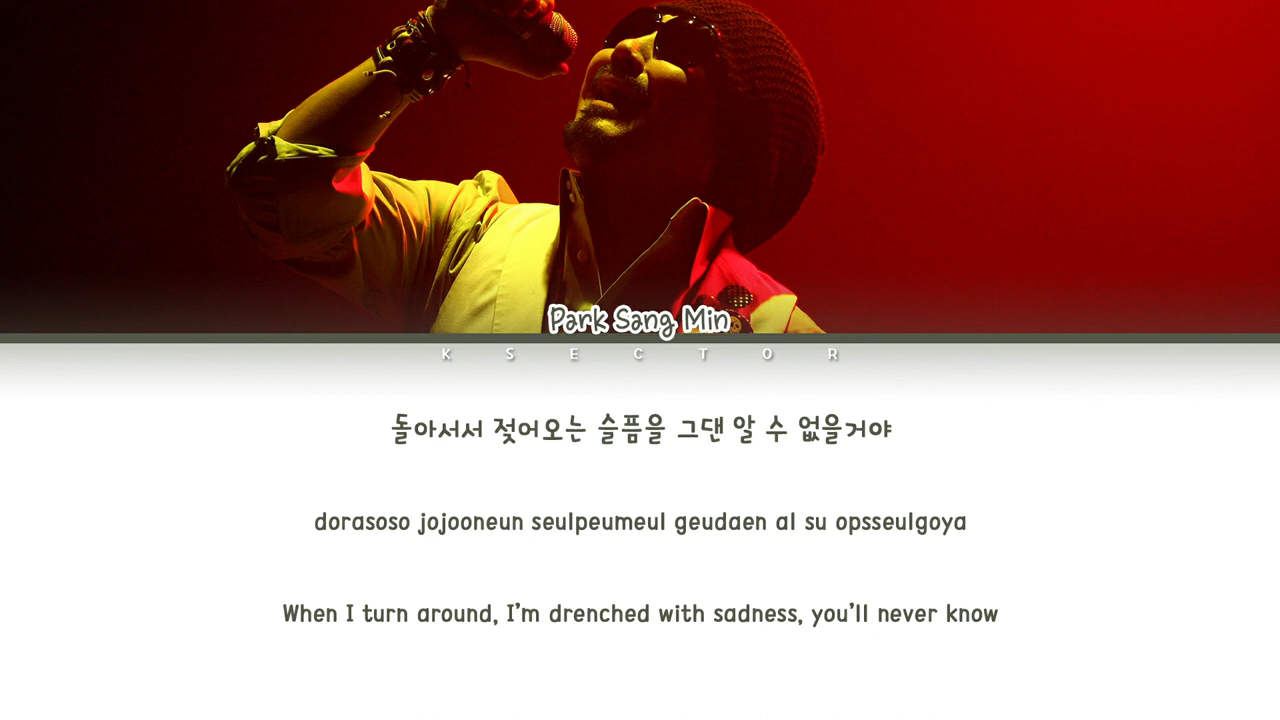 Park Sang Min
K S E C T O R
돌아서서 젖어오는 슬픔을 그댄 알 수 없을거야
dorasoso jojooneun seulpeumeul geudaen al su opsseulgoya
When I turn around, I'm drenched with sadness, you'll never know